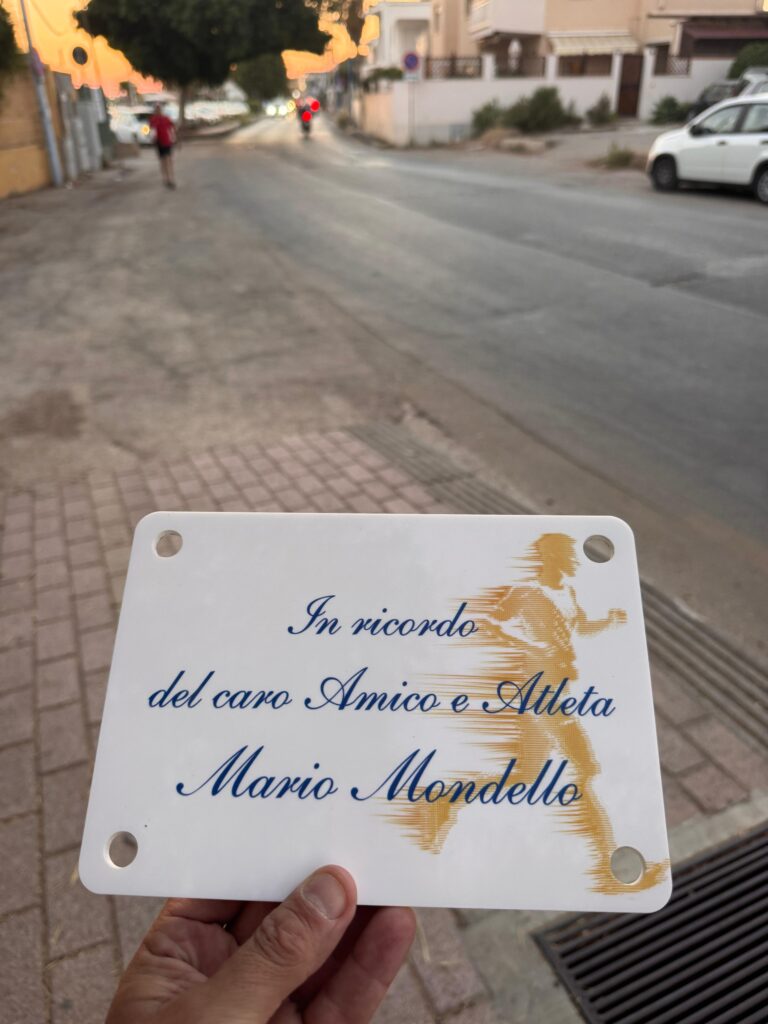 In ricordo
del caro Amico e Atleta
Mario Mondello